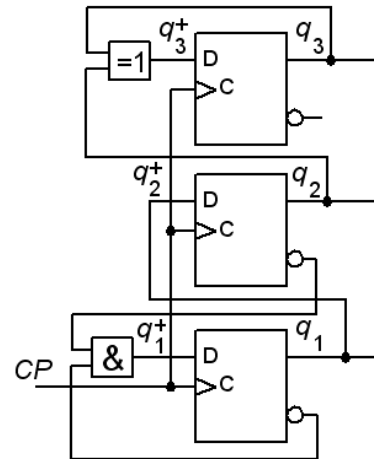 q₃⁺ q₃
=1 D
C
q₂⁺ q₂
D
C
q₁⁺ q₁
& D
CP C